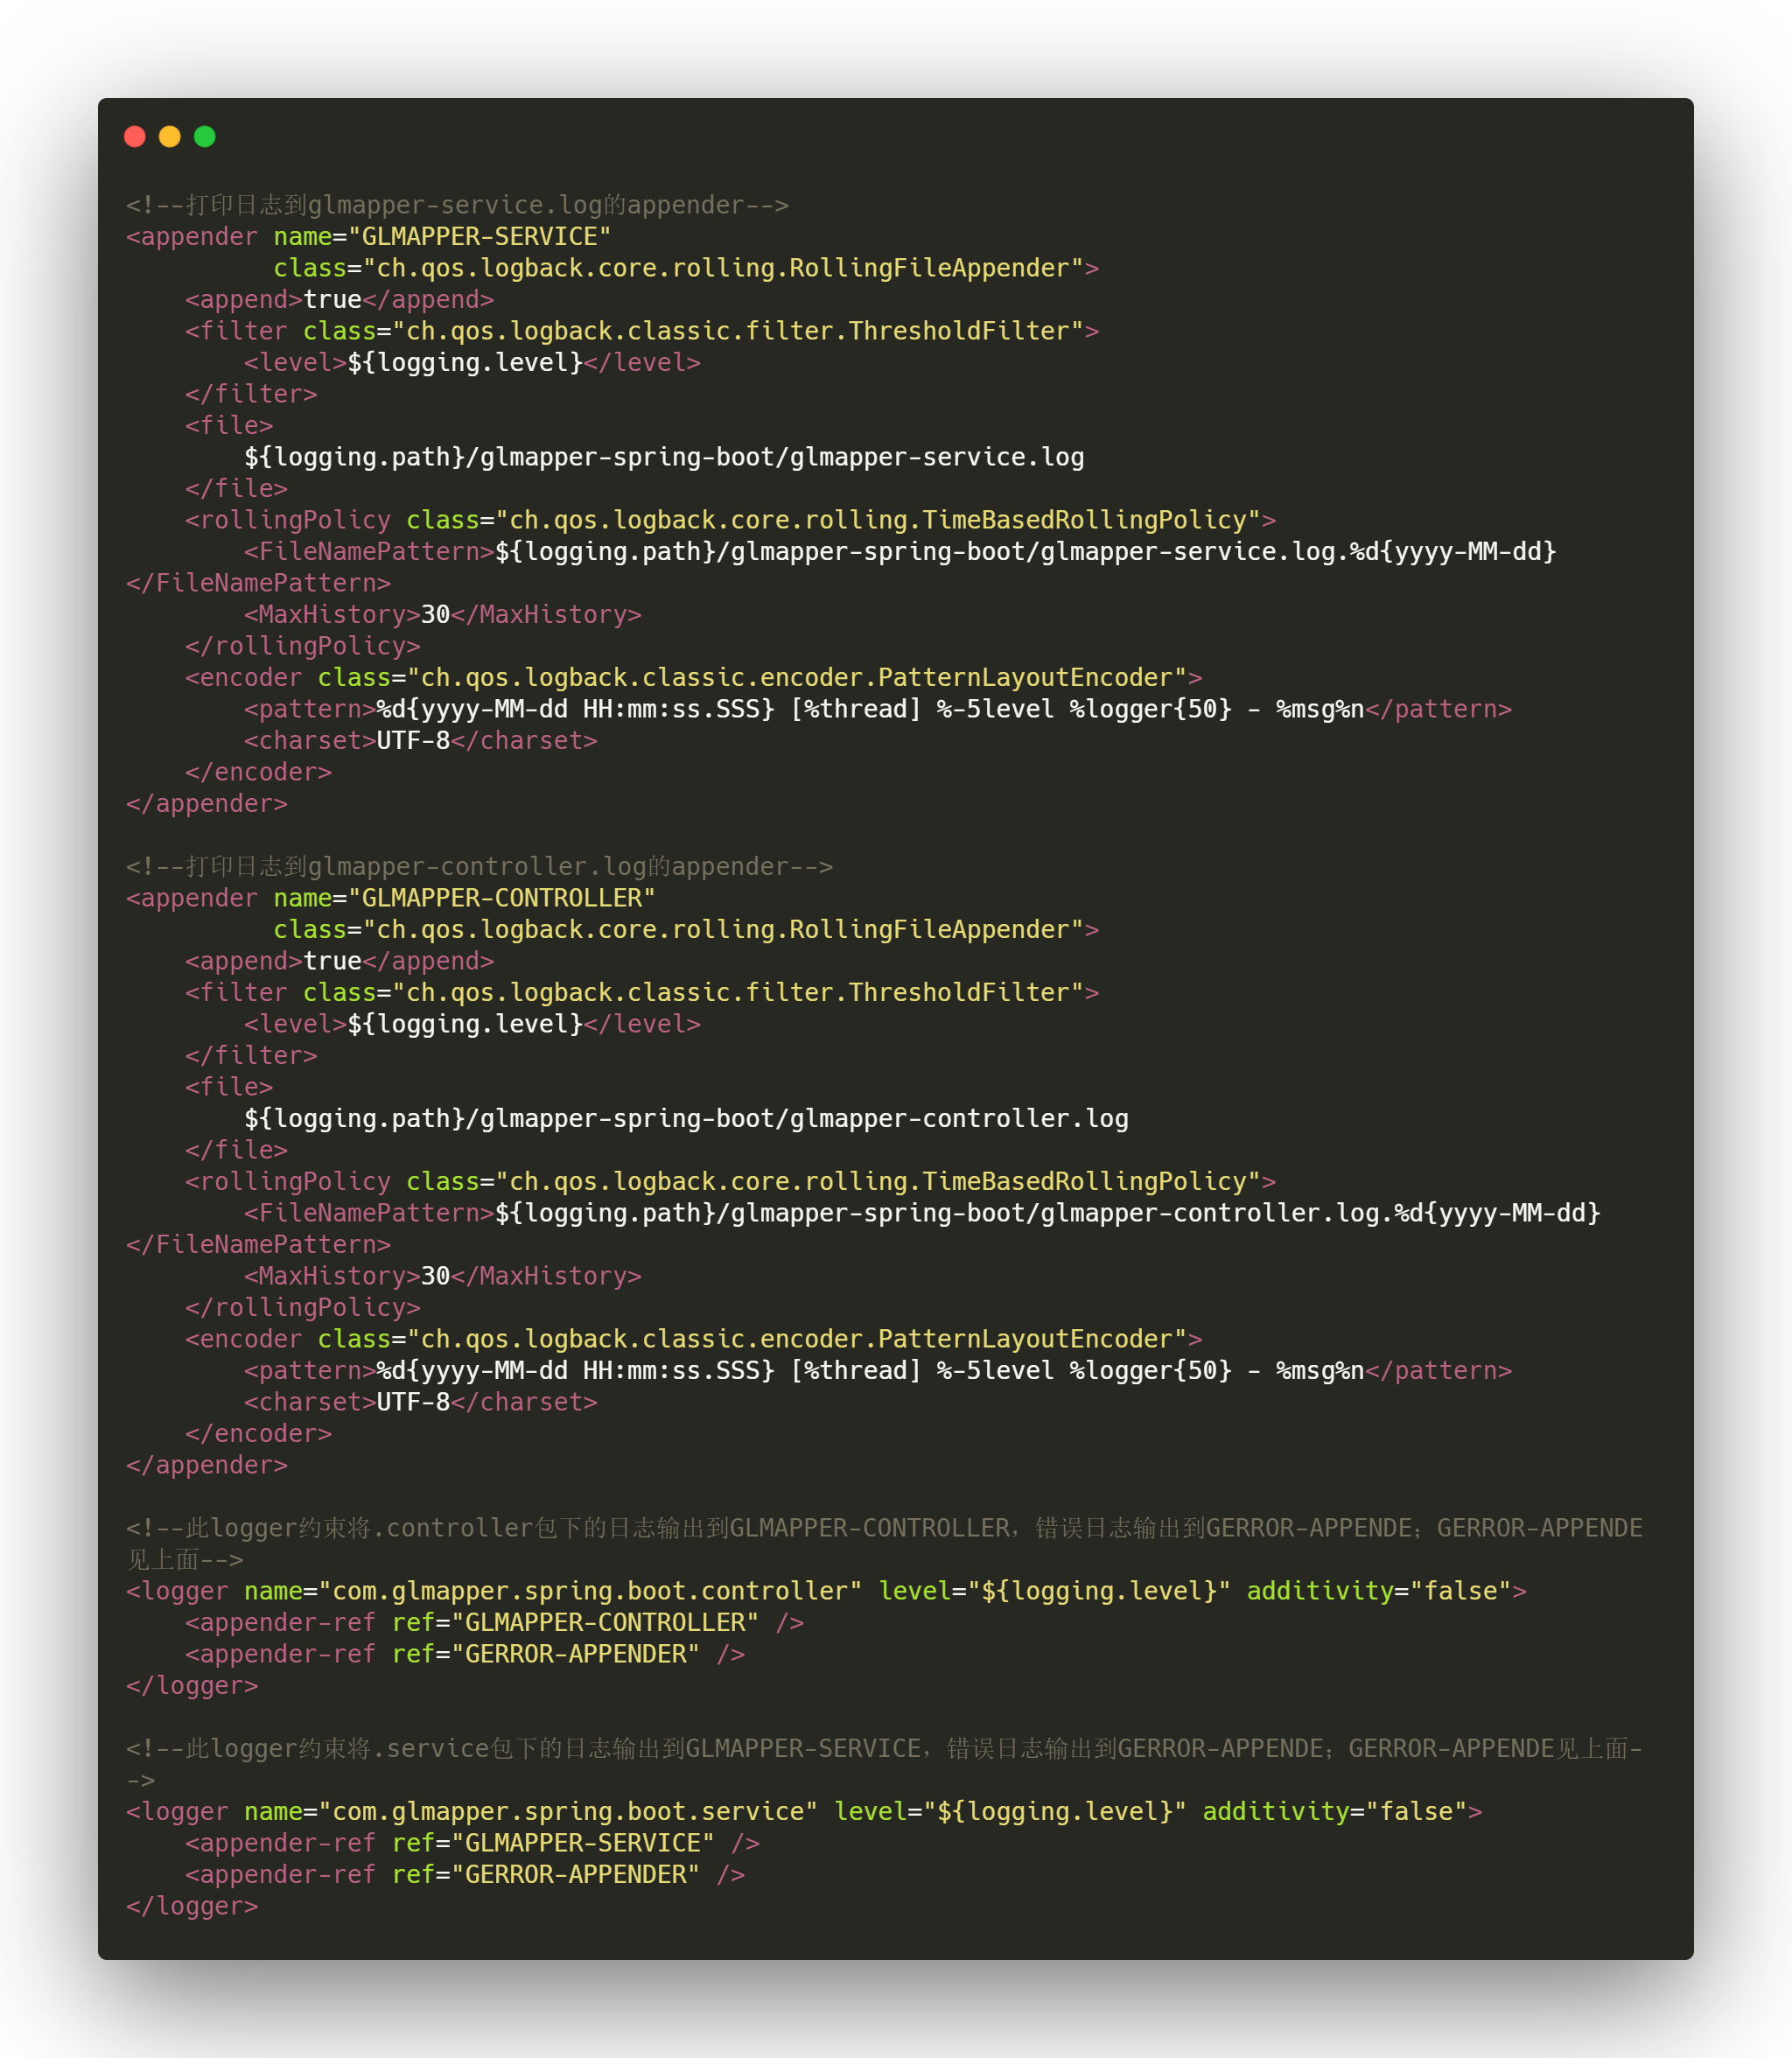 <!--打印日志到glmapper-service.log的appender-->
<appender name="GLMAPPER-SERVICE"
          class="ch.qos.logback.core.rolling.RollingFileAppender">
    <append>true</append>
    <filter class="ch.qos.logback.classic.filter.ThresholdFilter">
        <level>${logging.level}</level>
    </filter>
    <file>
        ${logging.path}/glmapper-spring-boot/glmapper-service.log
    </file>
    <rollingPolicy class="ch.qos.logback.core.rolling.TimeBasedRollingPolicy">
        <FileNamePattern>${logging.path}/glmapper-spring-boot/glmapper-service.log.%d{yyyy-MM-dd}
</FileNamePattern>
        <MaxHistory>30</MaxHistory>
    </rollingPolicy>
    <encoder class="ch.qos.logback.classic.encoder.PatternLayoutEncoder">
        <pattern>%d{yyyy-MM-dd HH:mm:ss.SSS} [%thread] %-5level %logger{50} - %msg%n</pattern>
        <charset>UTF-8</charset>
    </encoder>
</appender>

<!--打印日志到glmapper-controller.log的appender-->
<appender name="GLMAPPER-CONTROLLER"
          class="ch.qos.logback.core.rolling.RollingFileAppender">
    <append>true</append>
    <filter class="ch.qos.logback.classic.filter.ThresholdFilter">
        <level>${logging.level}</level>
    </filter>
    <file>
        ${logging.path}/glmapper-spring-boot/glmapper-controller.log
    </file>
    <rollingPolicy class="ch.qos.logback.core.rolling.TimeBasedRollingPolicy">
        <FileNamePattern>${logging.path}/glmapper-spring-boot/glmapper-controller.log.%d{yyyy-MM-dd}
</FileNamePattern>
        <MaxHistory>30</MaxHistory>
    </rollingPolicy>
    <encoder class="ch.qos.logback.classic.encoder.PatternLayoutEncoder">
        <pattern>%d{yyyy-MM-dd HH:mm:ss.SSS} [%thread] %-5level %logger{50} - %msg%n</pattern>
        <charset>UTF-8</charset>
    </encoder>
</appender>

<!--此logger约束将.controller包下的日志输出到GLMAPPER-CONTROLLER，错误日志输出到GERROR-APPENDE；GERROR-APPENDE
见上面-->
<logger name="com.glmapper.spring.boot.controller" level="${logging.level}" additivity="false">
    <appender-ref ref="GLMAPPER-CONTROLLER" />
    <appender-ref ref="GERROR-APPENDER" />
</logger>

<!--此logger约束将.service包下的日志输出到GLMAPPER-SERVICE，错误日志输出到GERROR-APPENDE；GERROR-APPENDE见上面-
->
<logger name="com.glmapper.spring.boot.service" level="${logging.level}" additivity="false">
    <appender-ref ref="GLMAPPER-SERVICE" />
    <appender-ref ref="GERROR-APPENDER" />
</logger>